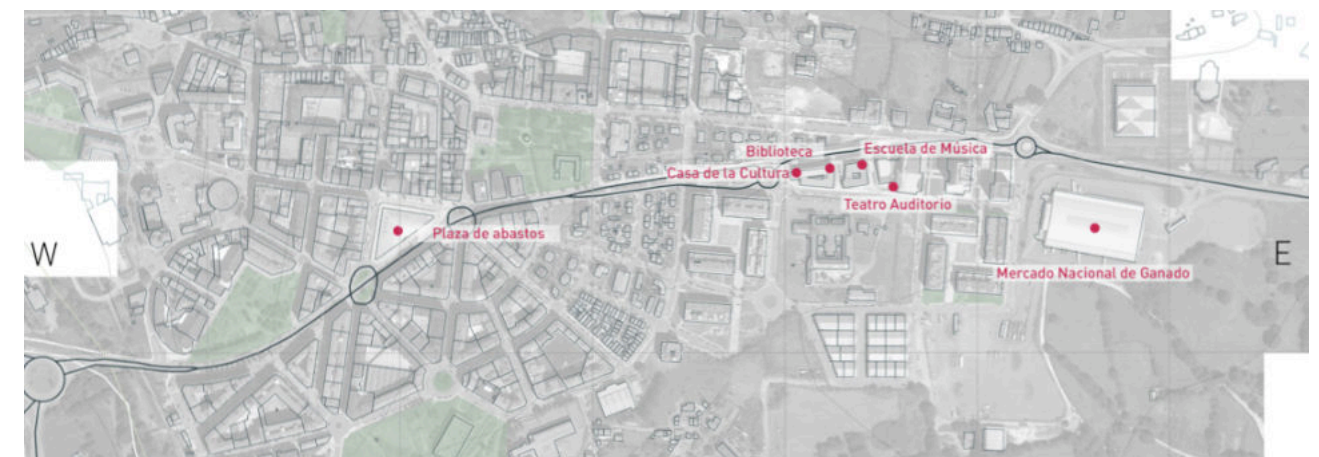 Biblioteca
Escuela de Música
Casa de la Cultura
Teatro Auditorio
Plaza de abastos
W
E
Mercado Nacional de Ganado